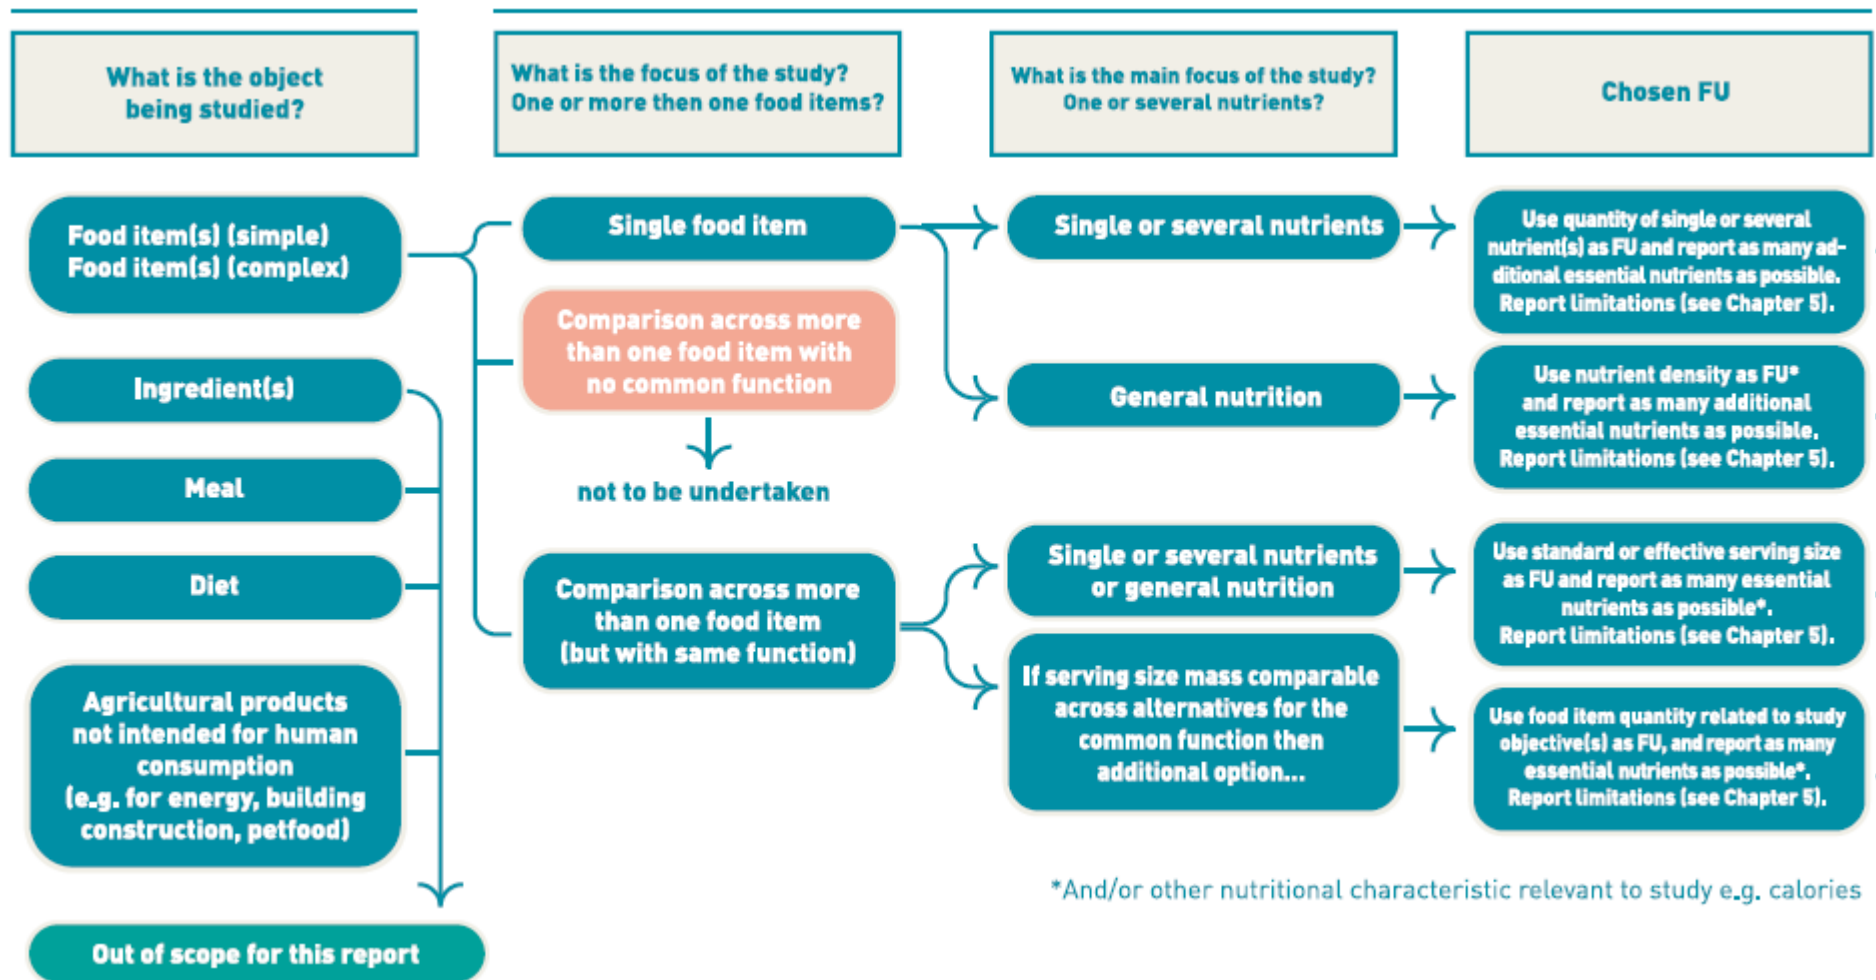 What is the object
being studied?
What is the focus of the study?
One or more then one food items?
What is the main focus of the study?
One or several nutrients?
Chosen FU
Food item(s) (simple)
Food item(s) (complex)
Ingredient(s)
Meal
Diet
Agricultural products
not intended for human
consumption
(e.g. for energy, building
construction, petfood)
Out of scope for this report
Single food item
Comparison across more
than one food item with
no common function
not to be undertaken
Comparison across more
than one food item
(but with same function)
Single or several nutrients
General nutrition
Single or several nutrients
or general nutrition
If serving size mass comparable
across alternatives for the
common function then
additional option...
Use quantity of single or several
nutrient(s) as FU and report as many ad-
ditional essential nutrients as possible.
Report limitations (see Chapter 5).
Use nutrient density as FU*
and report as many additional
essential nutrients as possible.
Report limitations (see Chapter 5).
Use standard or effective serving size
as FU and report as many essential
nutrients as possible*.
Report limitations (see Chapter 5).
Use food item quantity related to study
objective(s) as FU, and report as many
essential nutrients as possible*.
Report limitations (see Chapter 5).
*And/or other nutritional characteristic relevant to study e.g. calories